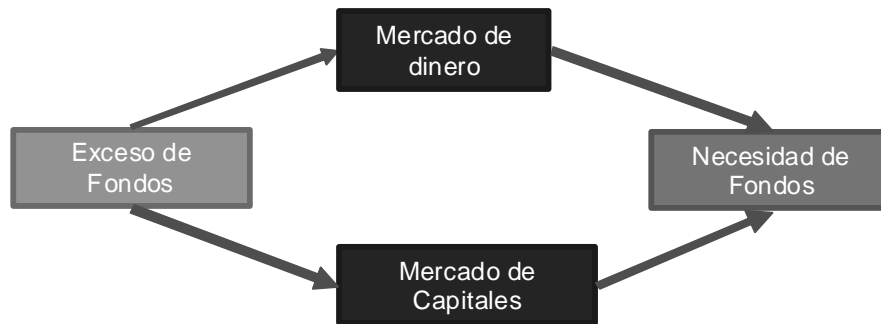 Mercado de
dinero
Exceso de
Fondos
Necesidad de
Fondos
Mercado de
Capitales